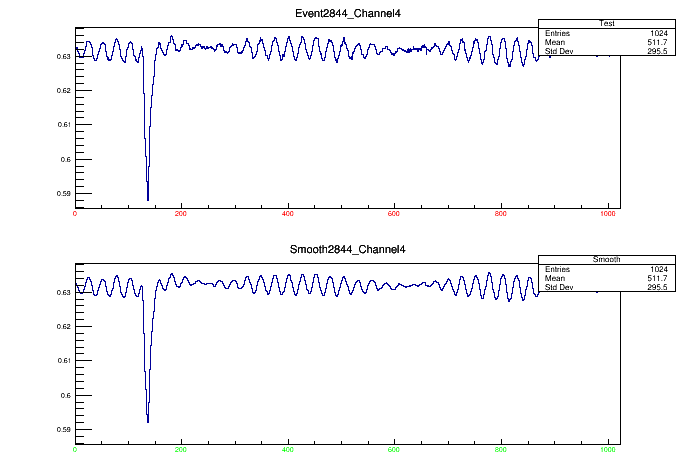 Event2844_Channel4
Test
Entries 1024
Mean 511.7
Std Dev 295.5
0.63
0.62
0.61
0.6
0.59
0 200 400 600 800 1000
Smooth2844_Channel4
Smooth
Entries 1024
Mean 511.7
Std Dev 295.5
0.63
0.62
0.61
0.6
0.59
0 200 400 600 800 1000